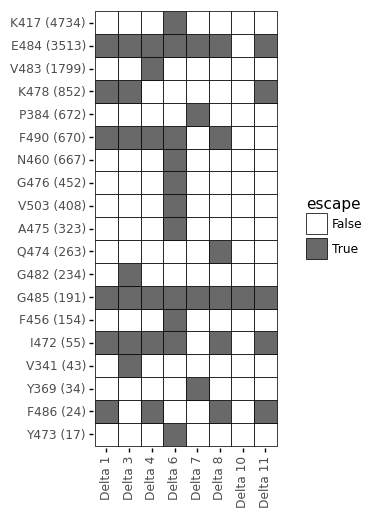 K417 (4734)
E484 (3513)
V483 (1799)
K478 (852)
P384 (672)
F490 (670)
N460 (667)
G476 (452)
V503 (408)
A475 (323)
Q474 (263)
G482 (234)
G485 (191)
F456 (154)
I472 (55)
V341 (43)
Y369 (34)
F486 (24)
Y473 (17)
escape
False
True
Delta 1
Delta 3
Delta 4
Delta 6
Delta 7
Delta 8
Delta 10
Delta 11